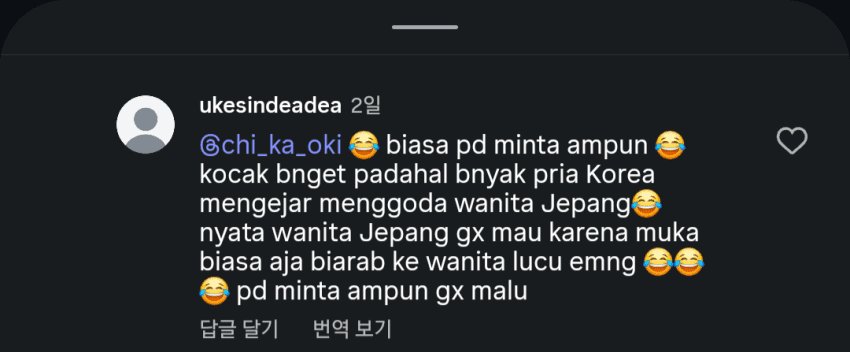 ukesindeadea 2일
@chi_ka_oki 😂 biasa pd minta ampun 😂
kocak bnget padahal bnyak pria Korea
mengejar menggoda wanita Jepang😂
nyata wanita Jepang gx mau karena muka
biasa aja biarab ke wanita lucu emng 😂😂
😂 pd minta ampun gx malu
답글 달기 번역 보기